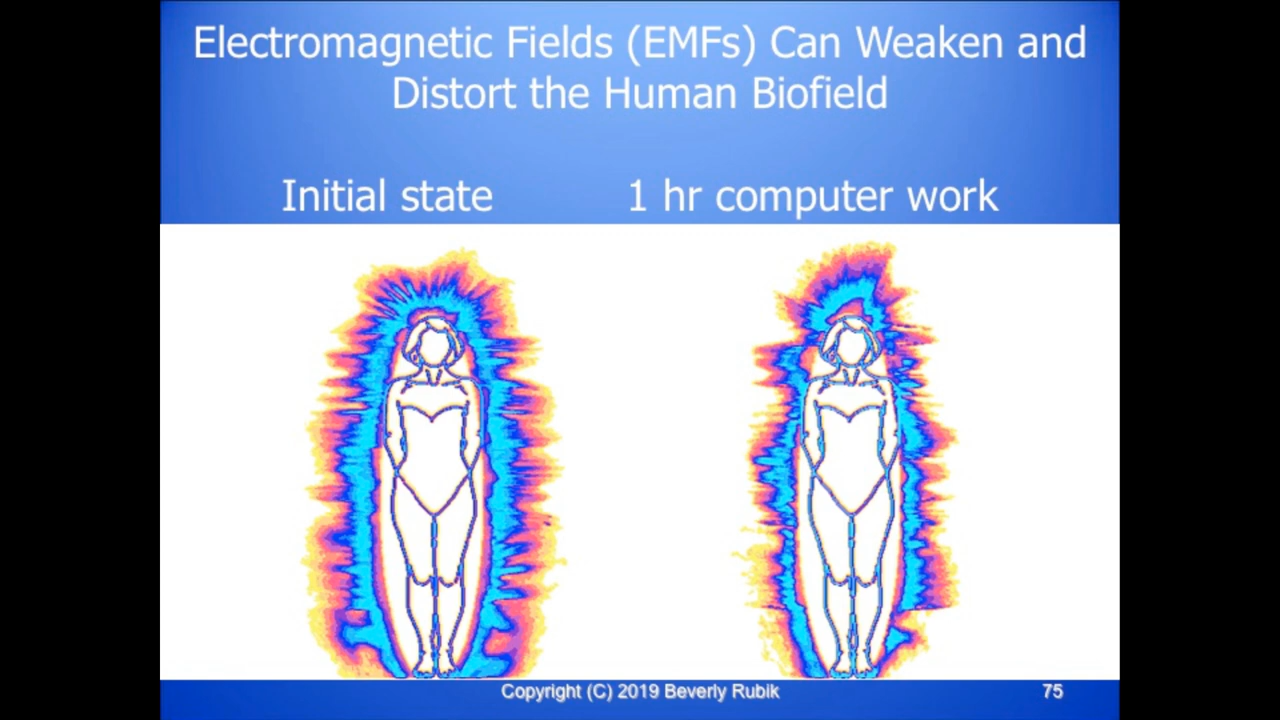 Electromagnetic Fields (EMFs) Can Weaken and
Distort the Human Biofield
Initial state
1 hr computer work
Copyright (C) 2019 Beverly Rubik
75